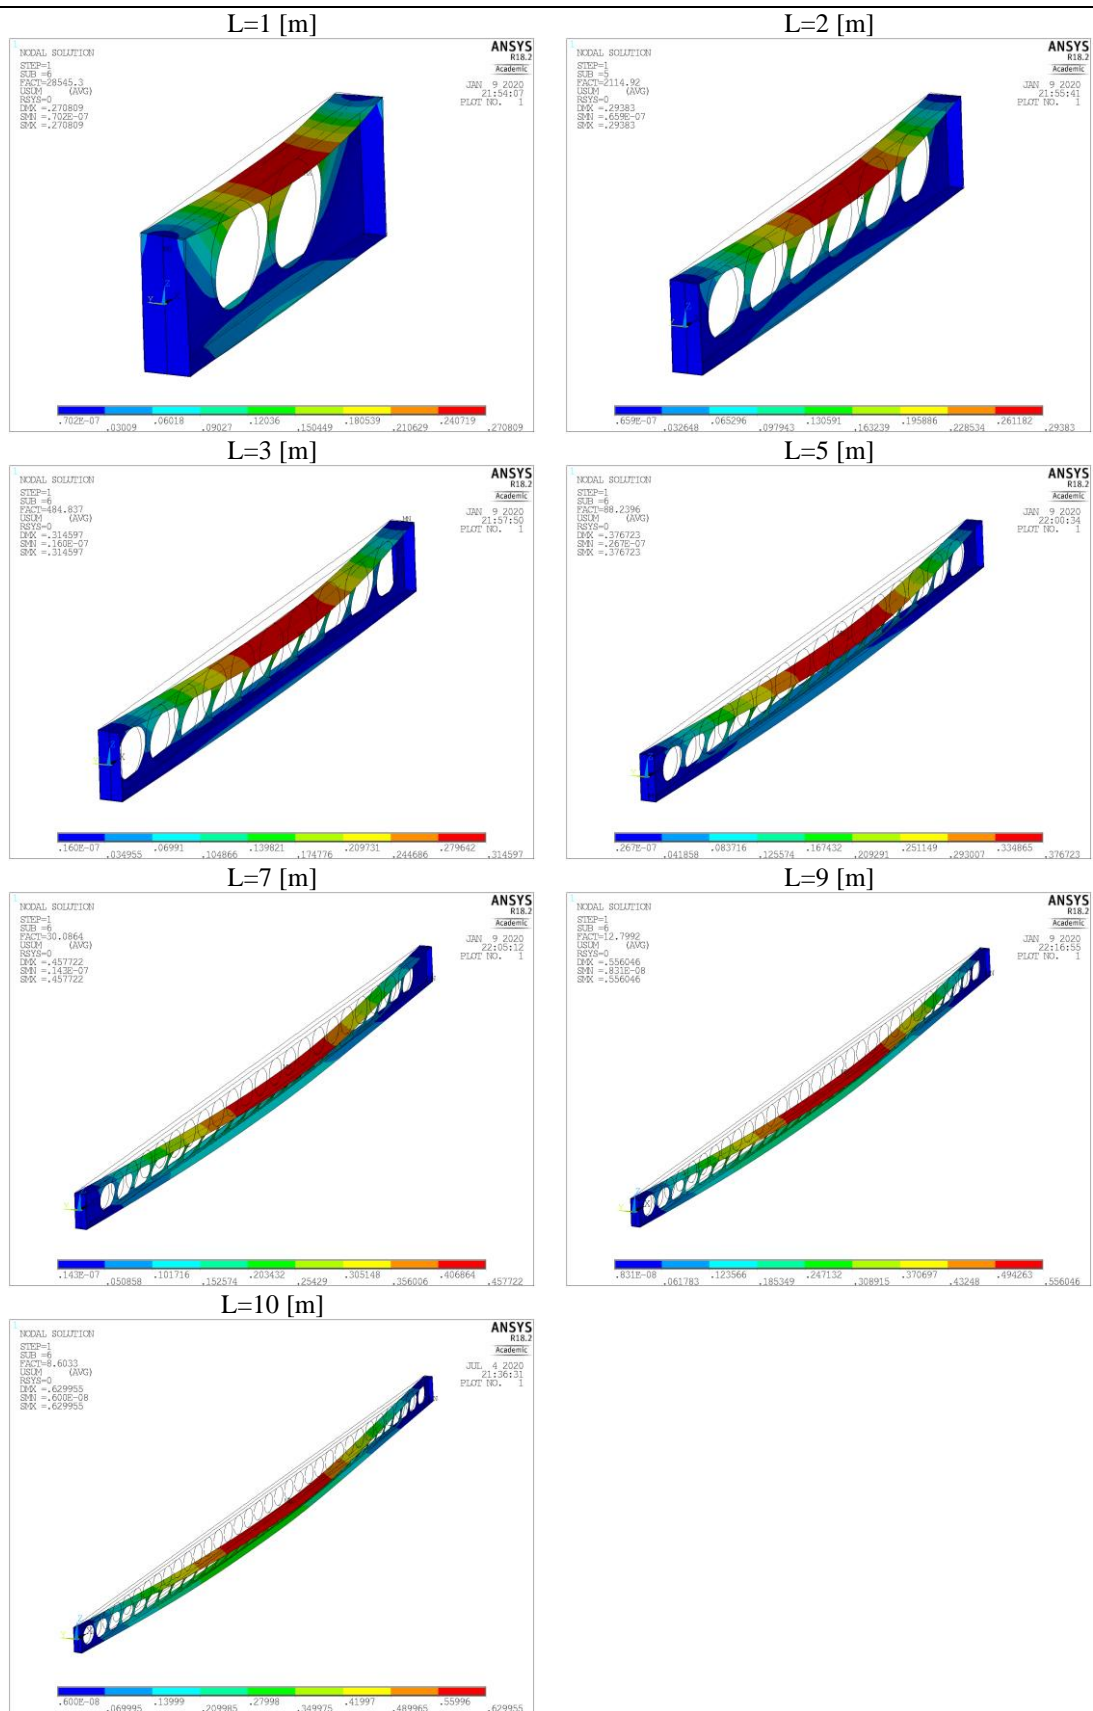 L=1 [m]
1
NODAL SOLUTION
STEP=1
SUB =6
FACT=28545.3
USUM (AVG)
RSYS=0
DMX =.270809
SMN =.702E-07
SMX =.270809
ANSYS
R18.2
Academic
JAN 9 2020
21:54:07
PLOT NO. 1
Y
Z
.702E-07
.03009
.06018
.09027
.12036
.150449
.180539
.210629
.240719
.270809
L=2 [m]
1
NODAL SOLUTION
STEP=1
SUB =5
FACT=2114.92
USUM (AVG)
RSYS=0
DMX =.29383
SMN =.659E-07
SMX =.29383
ANSYS
R18.2
Academic
JAN 9 2020
21:55:41
PLOT NO. 1
Z
.659E-07
.032648
.065296
.097943
.130591
.163239
.195886
.228534
.261182
.29383
L=3 [m]
1
NODAL SOLUTION
STEP=1
SUB =6
FACT=484.837
USUM (AVG)
RSYS=0
DMX =.314597
SMN =.160E-07
SMX =.314597
ANSYS
R18.2
Academic
JAN 9 2020
21:57:50
PLOT NO. 1
MN
X
.160E-07
.034955
.06991
.104866
.139821
.174776
.209731
.244686
.279642
.314597
L=5 [m]
1
NODAL SOLUTION
STEP=1
SUB =6
FACT=88.2396
USUM (AVG)
RSYS=0
DMX =.376723
SMN =.267E-07
SMX =.376723
ANSYS
R18.2
Academic
JAN 9 2020
22:00:34
PLOT NO. 1
.267E-07
.041858
.083716
.125574
.167432
.209291
.251149
.293007
.334865
.376723
L=7 [m]
1
NODAL SOLUTION
STEP=1
SUB =6
FACT=30.0864
USUM (AVG)
RSYS=0
DMX =.457722
SMN =.143E-07
SMX =.457722
ANSYS
R18.2
Academic
JAN 9 2020
22:05:12
PLOT NO. 1
Y
.143E-07
.050858
.101716
.152574
.203432
.25429
.305148
.356006
.406864
.457722
L=9 [m]
1
NODAL SOLUTION
STEP=1
SUB =6
FACT=12.7992
USUM (AVG)
RSYS=0
DMX =.556046
SMN =.831E-08
SMX =.556046
ANSYS
R18.2
Academic
JAN 9 2020
22:16:55
PLOT NO. 1
Z
X
Y
.831E-08
.061783
.123566
.185349
.247132
.308915
.370697
.43248
.494263
.556046
L=10 [m]
1
NODAL SOLUTION
STEP=1
SUB =6
FACT=8.6033
USUM (AVG)
RSYS=0
DMX =.629955
SMN =.600E-08
SMX =.629955
ANSYS
R18.2
Academic
JUL 4 2020
21:36:31
PLOT NO. 1
Z
X
Y
.600E-08
.069995
.13999
.209985
.27998
.349975
.41997
.489965
.55996
.629955